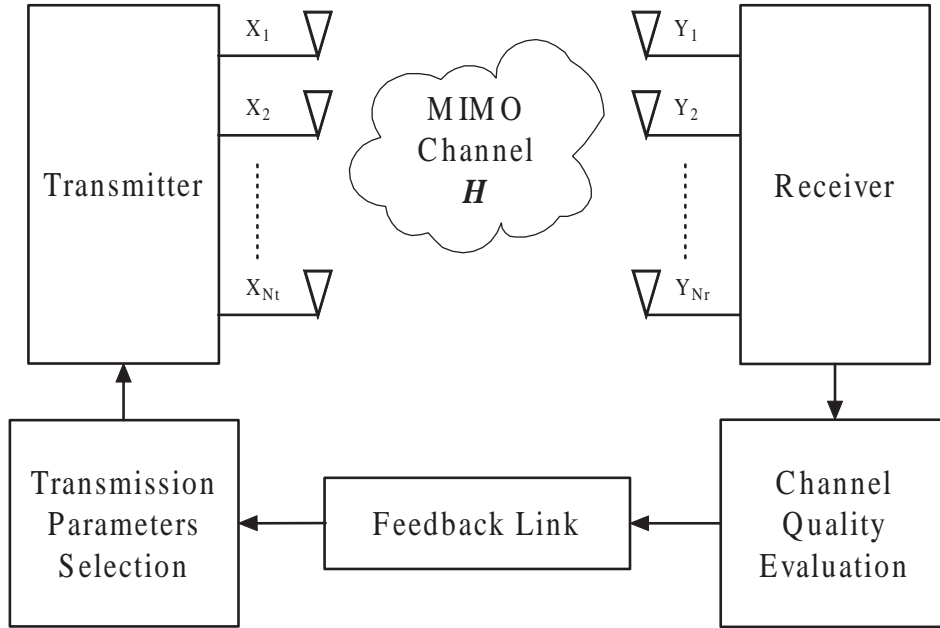 X1
Y1
X2
MIMO
Channel
H
Y2
Transmitter
Receiver
XNt
YNr
Transmission
Parameters
Selection
Feedback Link
Channel
Quality
Evaluation